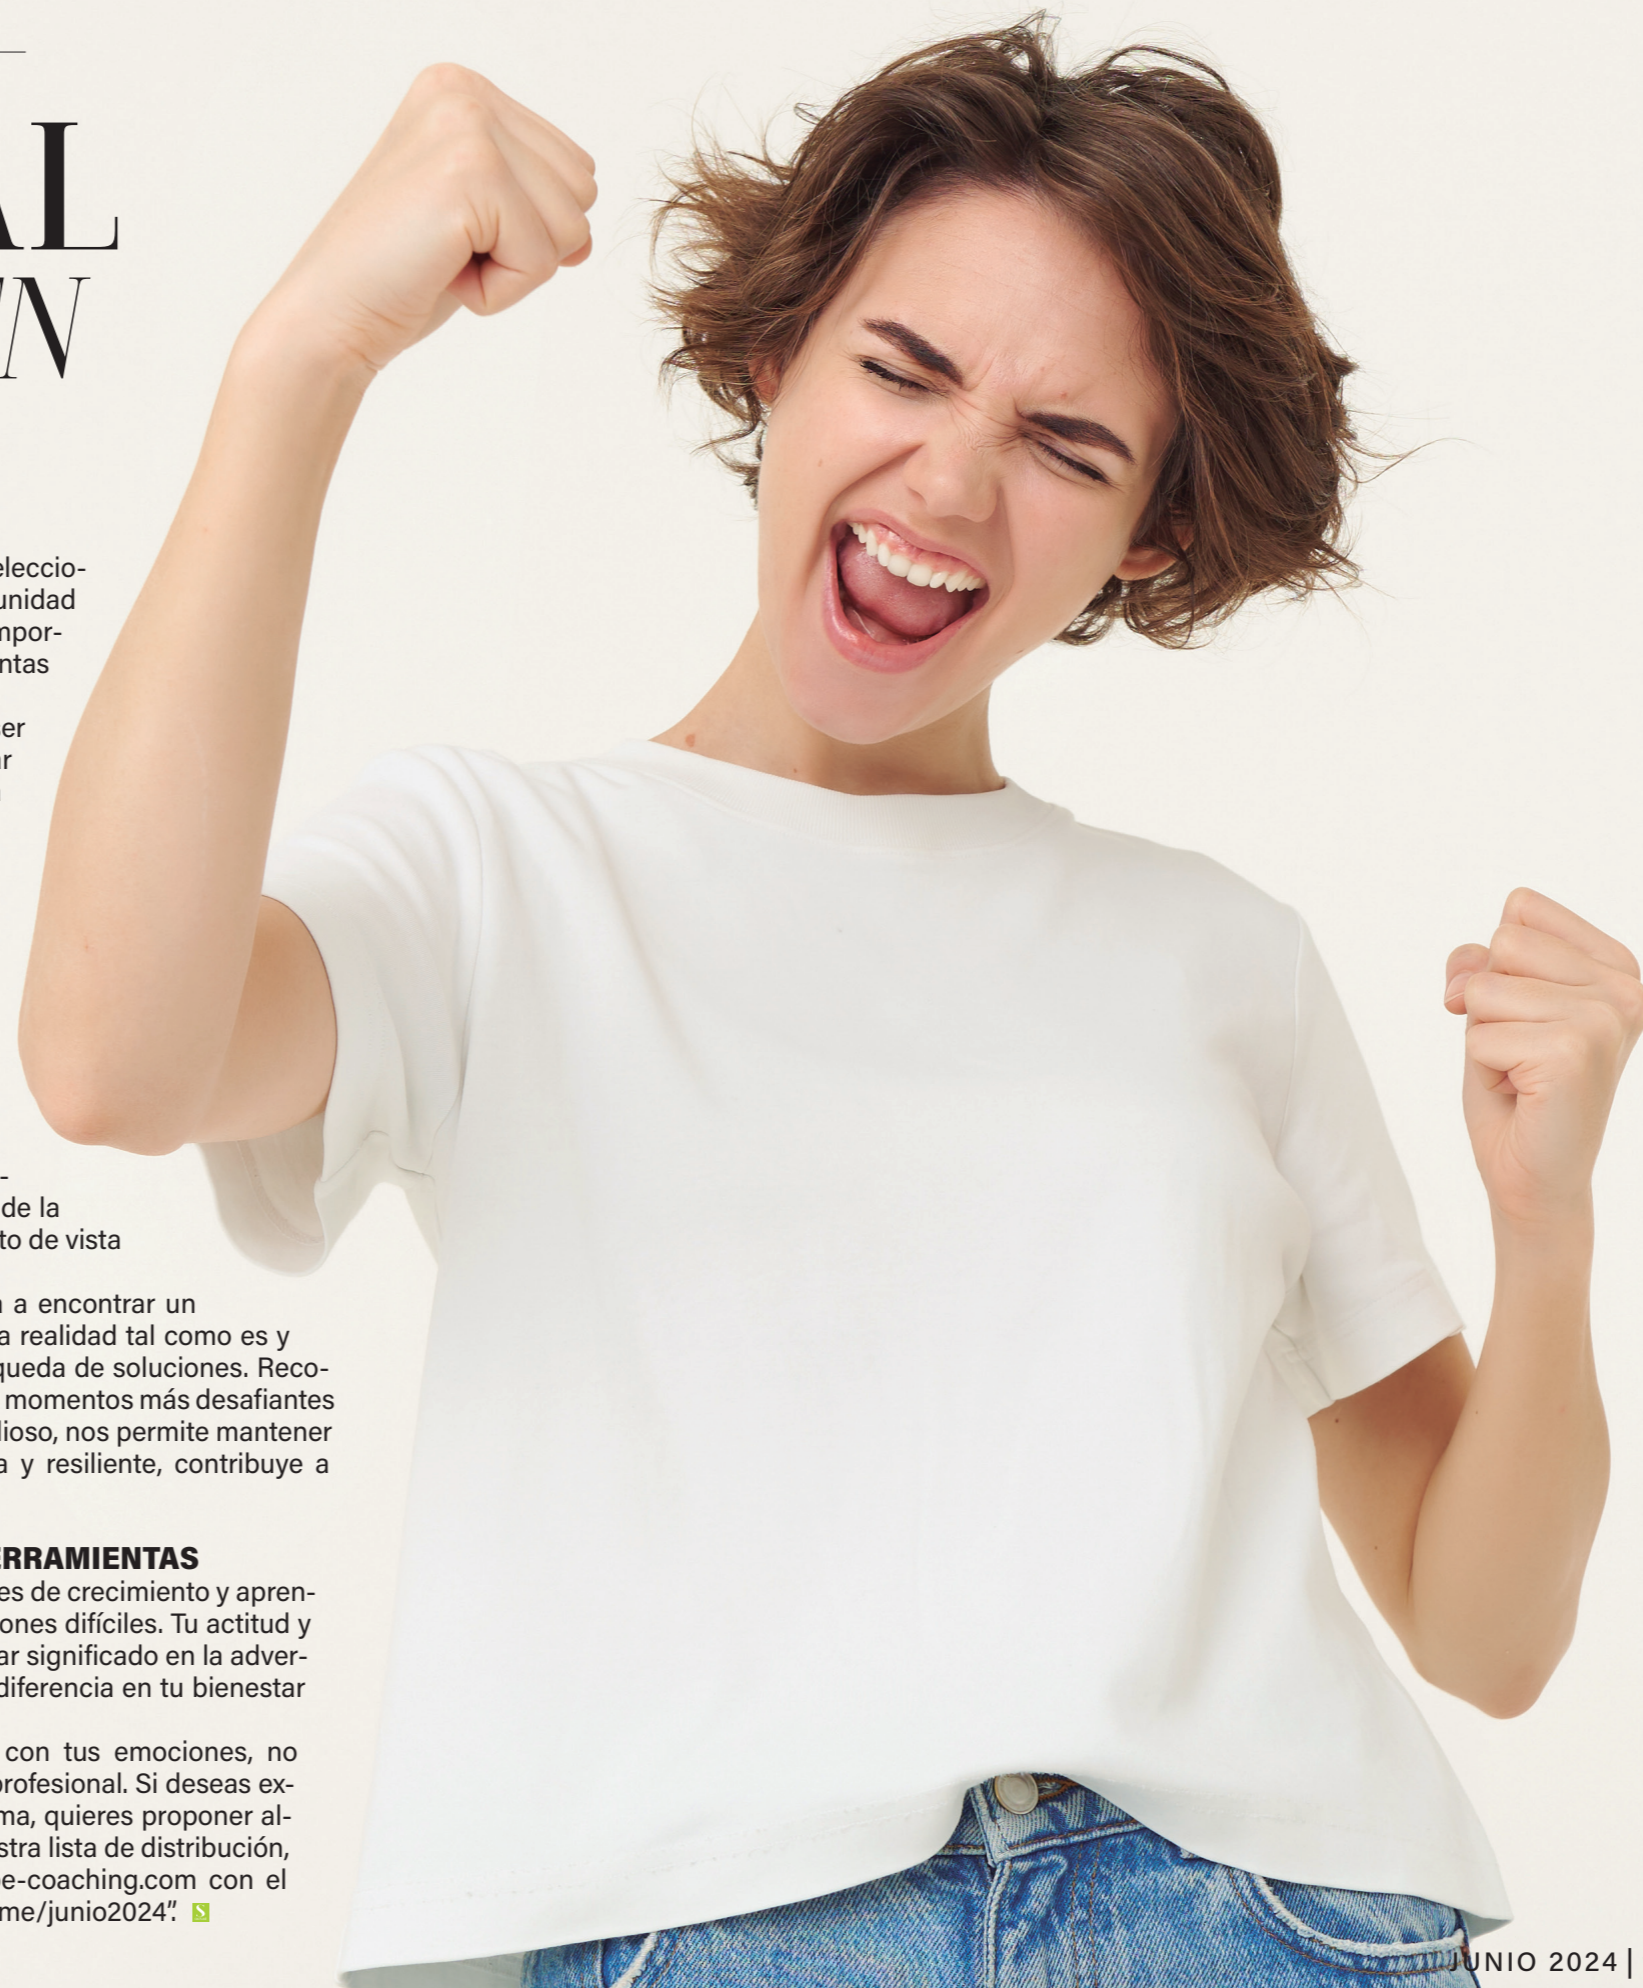 AL
N
eleccio-
unidad
mpor-
ntas
er
r
-
de la
to de vista
a encontrar un
a realidad tal como es y
queda de soluciones. Reco-
momentos más desafiantes
dioso, nos permite mantener
a y resiliente, contribuye a
ERRAMIENTAS
es de crecimiento y apren-
ones difíciles. Tu actitud y
ar significado en la adver-
diferencia en tu bienestar
con tus emociones, no
profesional. Si deseas ex-
ma, quieres proponer al-
stra lista de distribución,
e-coaching.com con el
me/junio2024”. S
JUNIO 2024 |